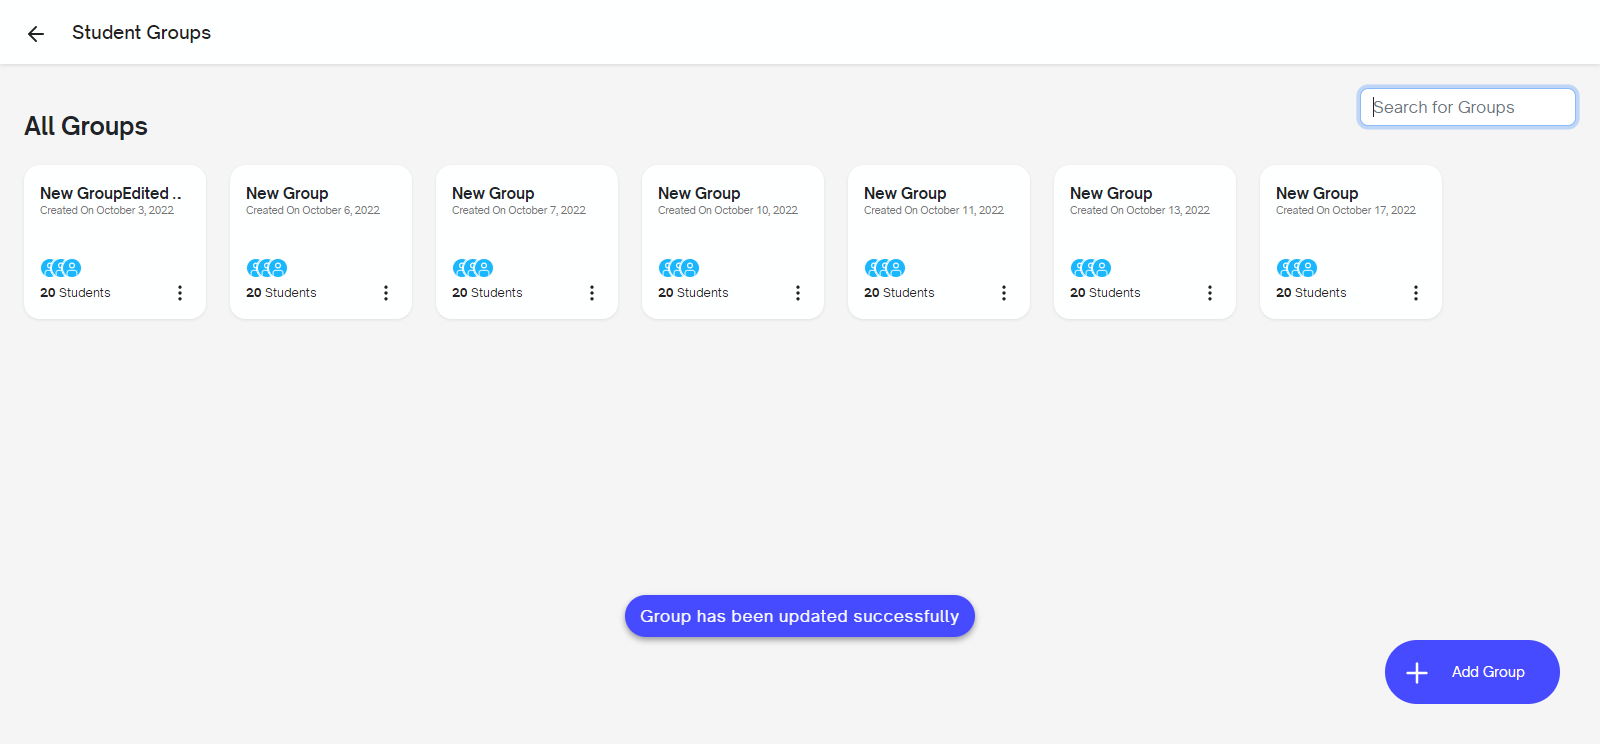 Student Groups
Search for Groups
All Groups
New GroupEdited ..
Created On October 3, 2022
20 Students
New Group
Created On October 6, 2022
20 Students
New Group
Created On October 7, 2022
20 Students
New Group
Created On October 10, 2022
20 Students
New Group
Created On October 11, 2022
20 Students
New Group
Created On October 13, 2022
20 Students
New Group
Created On October 17, 2022
20 Students
Group has been updated successfully
Add Group